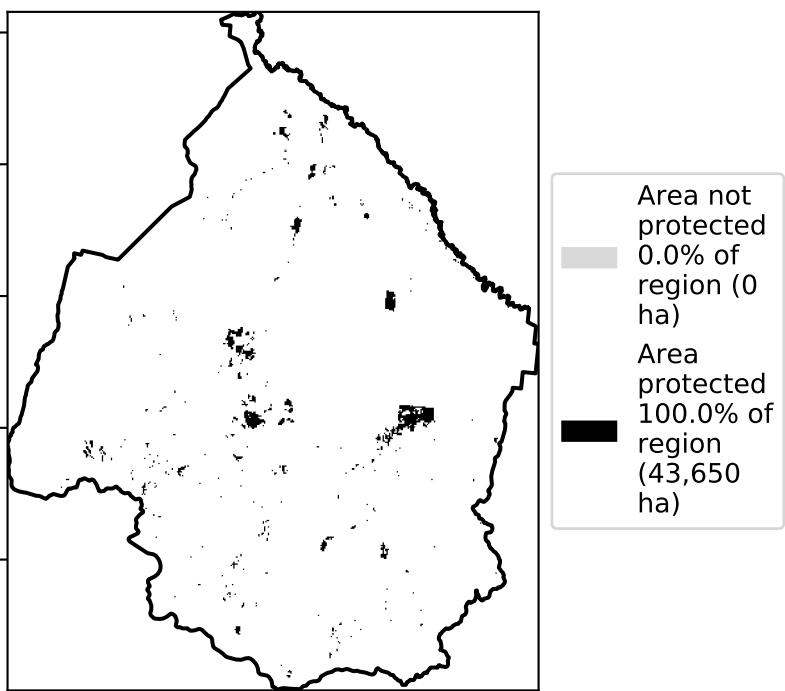 Area not
protected
0.0% of
region (0
ha)
Area
protected
100.0% of
region
(43,650
ha)